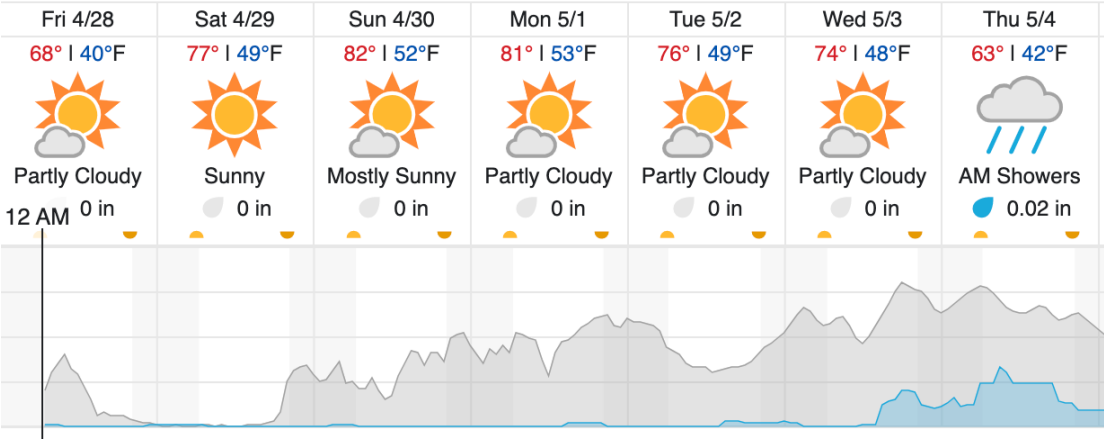 Fri 4/28 Sat 4/29 Sun 4/30 Mon 5/1 Tue 5/2 Wed 5/3 Thu 5/4
68° | 40°F 77° | 49°F 82° | 52°F 81° | 53°F 76° | 49°F 74° | 48°F 63° | 42°F
Partly Cloudy Sunny Mostly Sunny Partly Cloudy Partly Cloudy Partly Cloudy AM Showers
0 in 0 in 0 in 0 in 0 in 0 in 0.02 in
12 AM